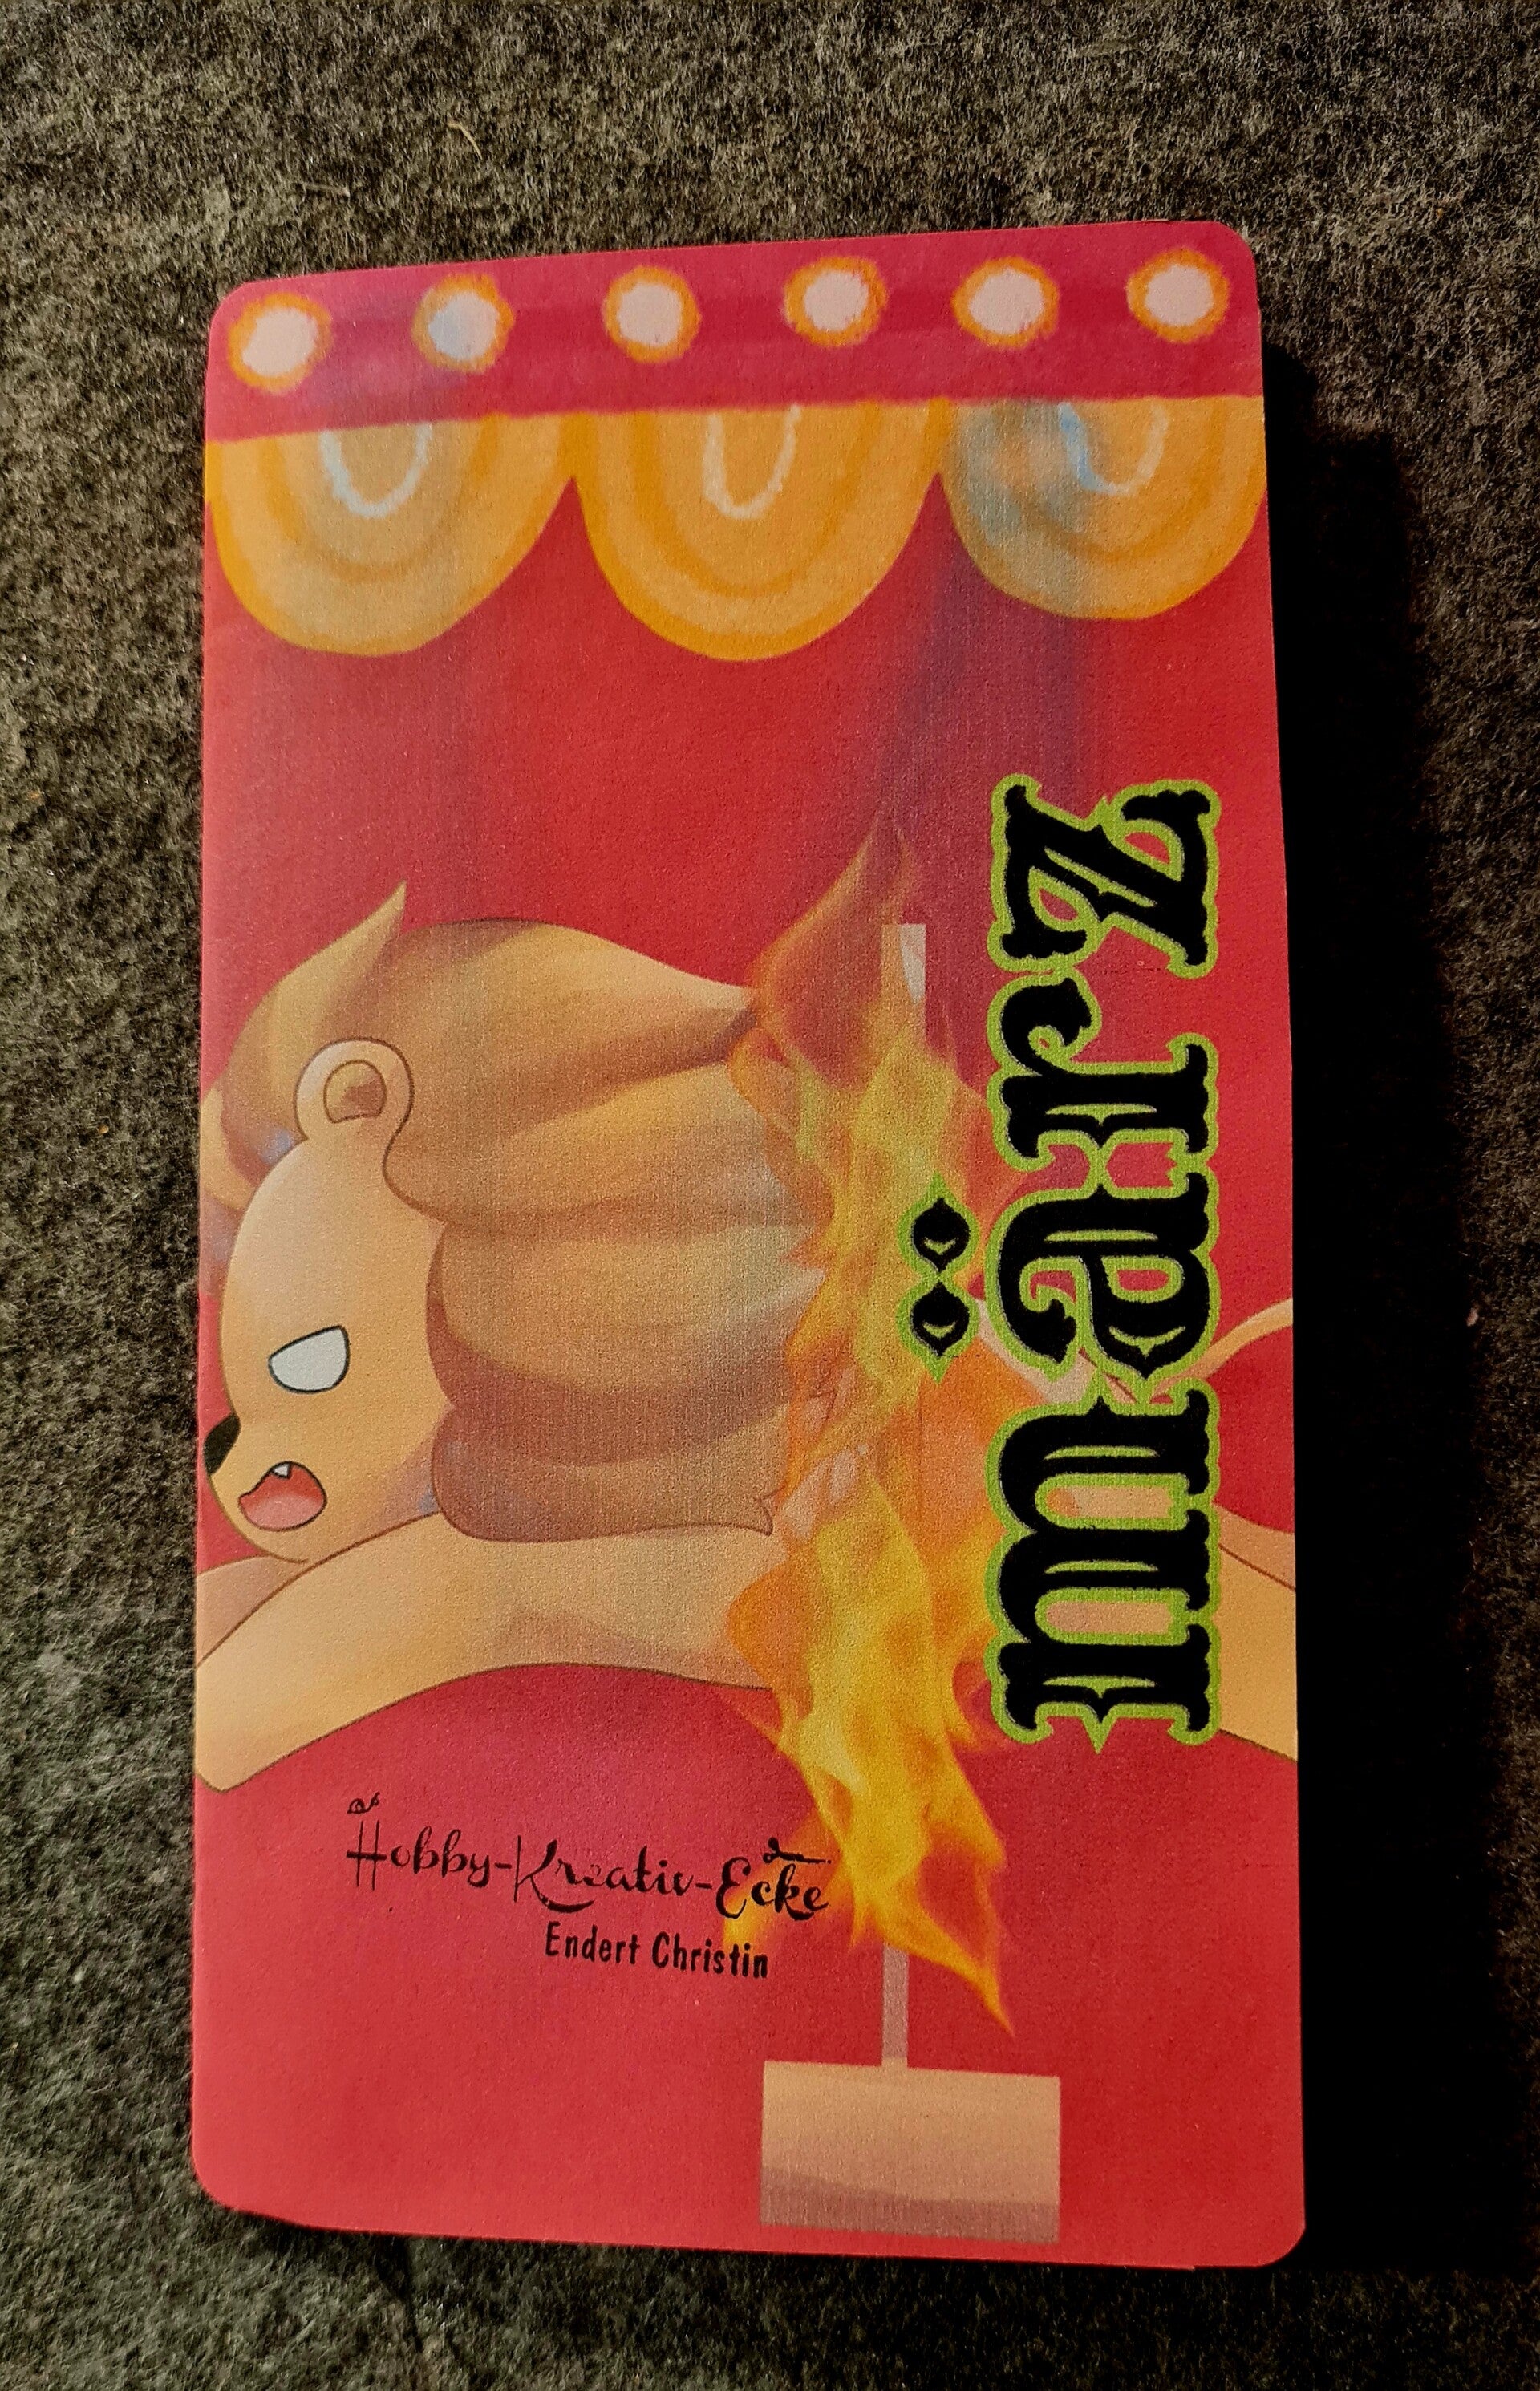 märz
Hobby-Kreativ-Ecke
Endert Christin